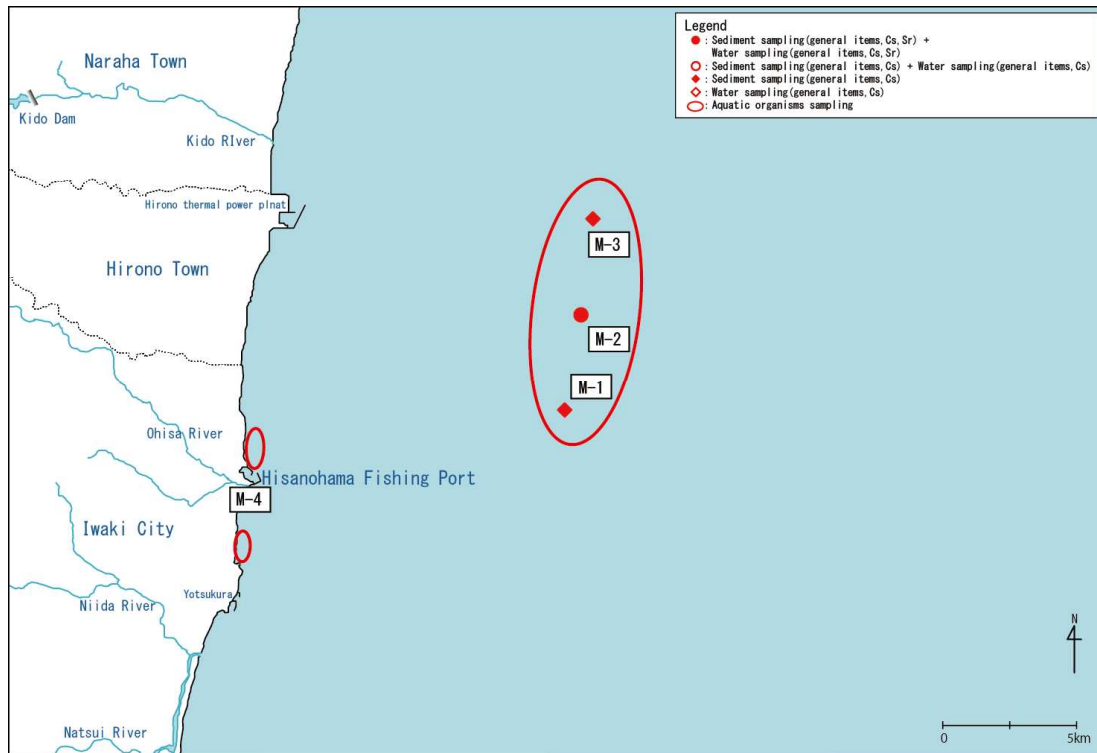 Legend
: Sediment sampling(general items,Cs,Sr) +
Water sampling(general items,Cs,Sr)
: Sediment sampling(general items,Cs) + Water sampling(general items,Cs)
: Sediment sampling(general items,Cs)
: Water sampling(general items,Cs)
: Aquatic organisms sampling
Naraha Town
Kido Dam
Kido RIver
Hirono thermal power plnat
Hirono Town
M-3
M-2
M-1
Ohisa River
Hisanohama Fishing Port
M-4
Iwaki City
Yotsukura
Niida River
Natsui River
N
0
5km